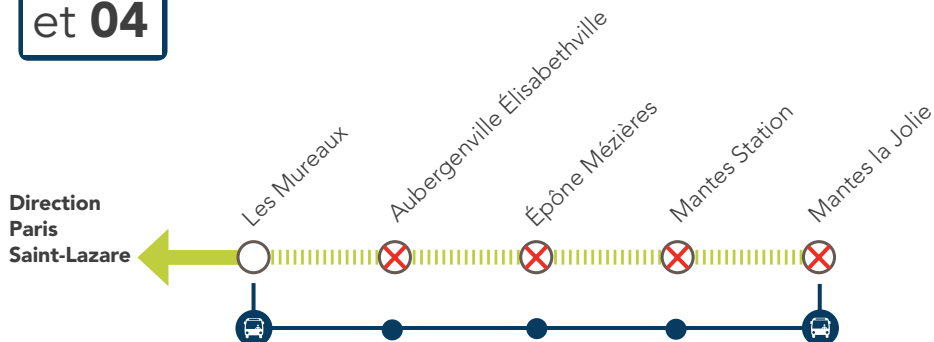 et 04
Les Mureaux
Aubergenville Élisabethville
Épône Mézières
Mantes Station
Mantes la Jolie
Direction
Paris
Saint-Lazare